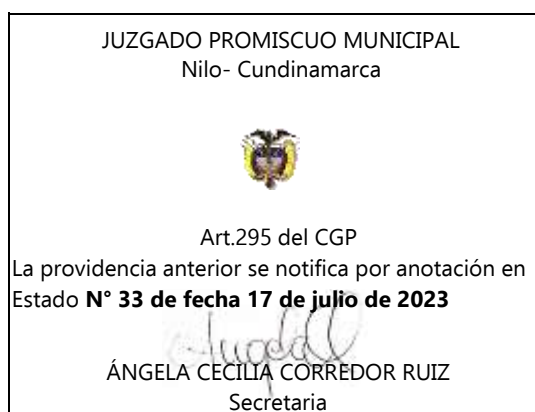 JUZGADO PROMISCUO MUNICIPAL
Nilo- Cundinamarca
Art.295 del CGP
La providencia anterior se notifica por anotación en
Estado N° 33 de fecha 17 de julio de 2023
ÁNGELA CECILIA CORREDOR RUIZ
Secretaria